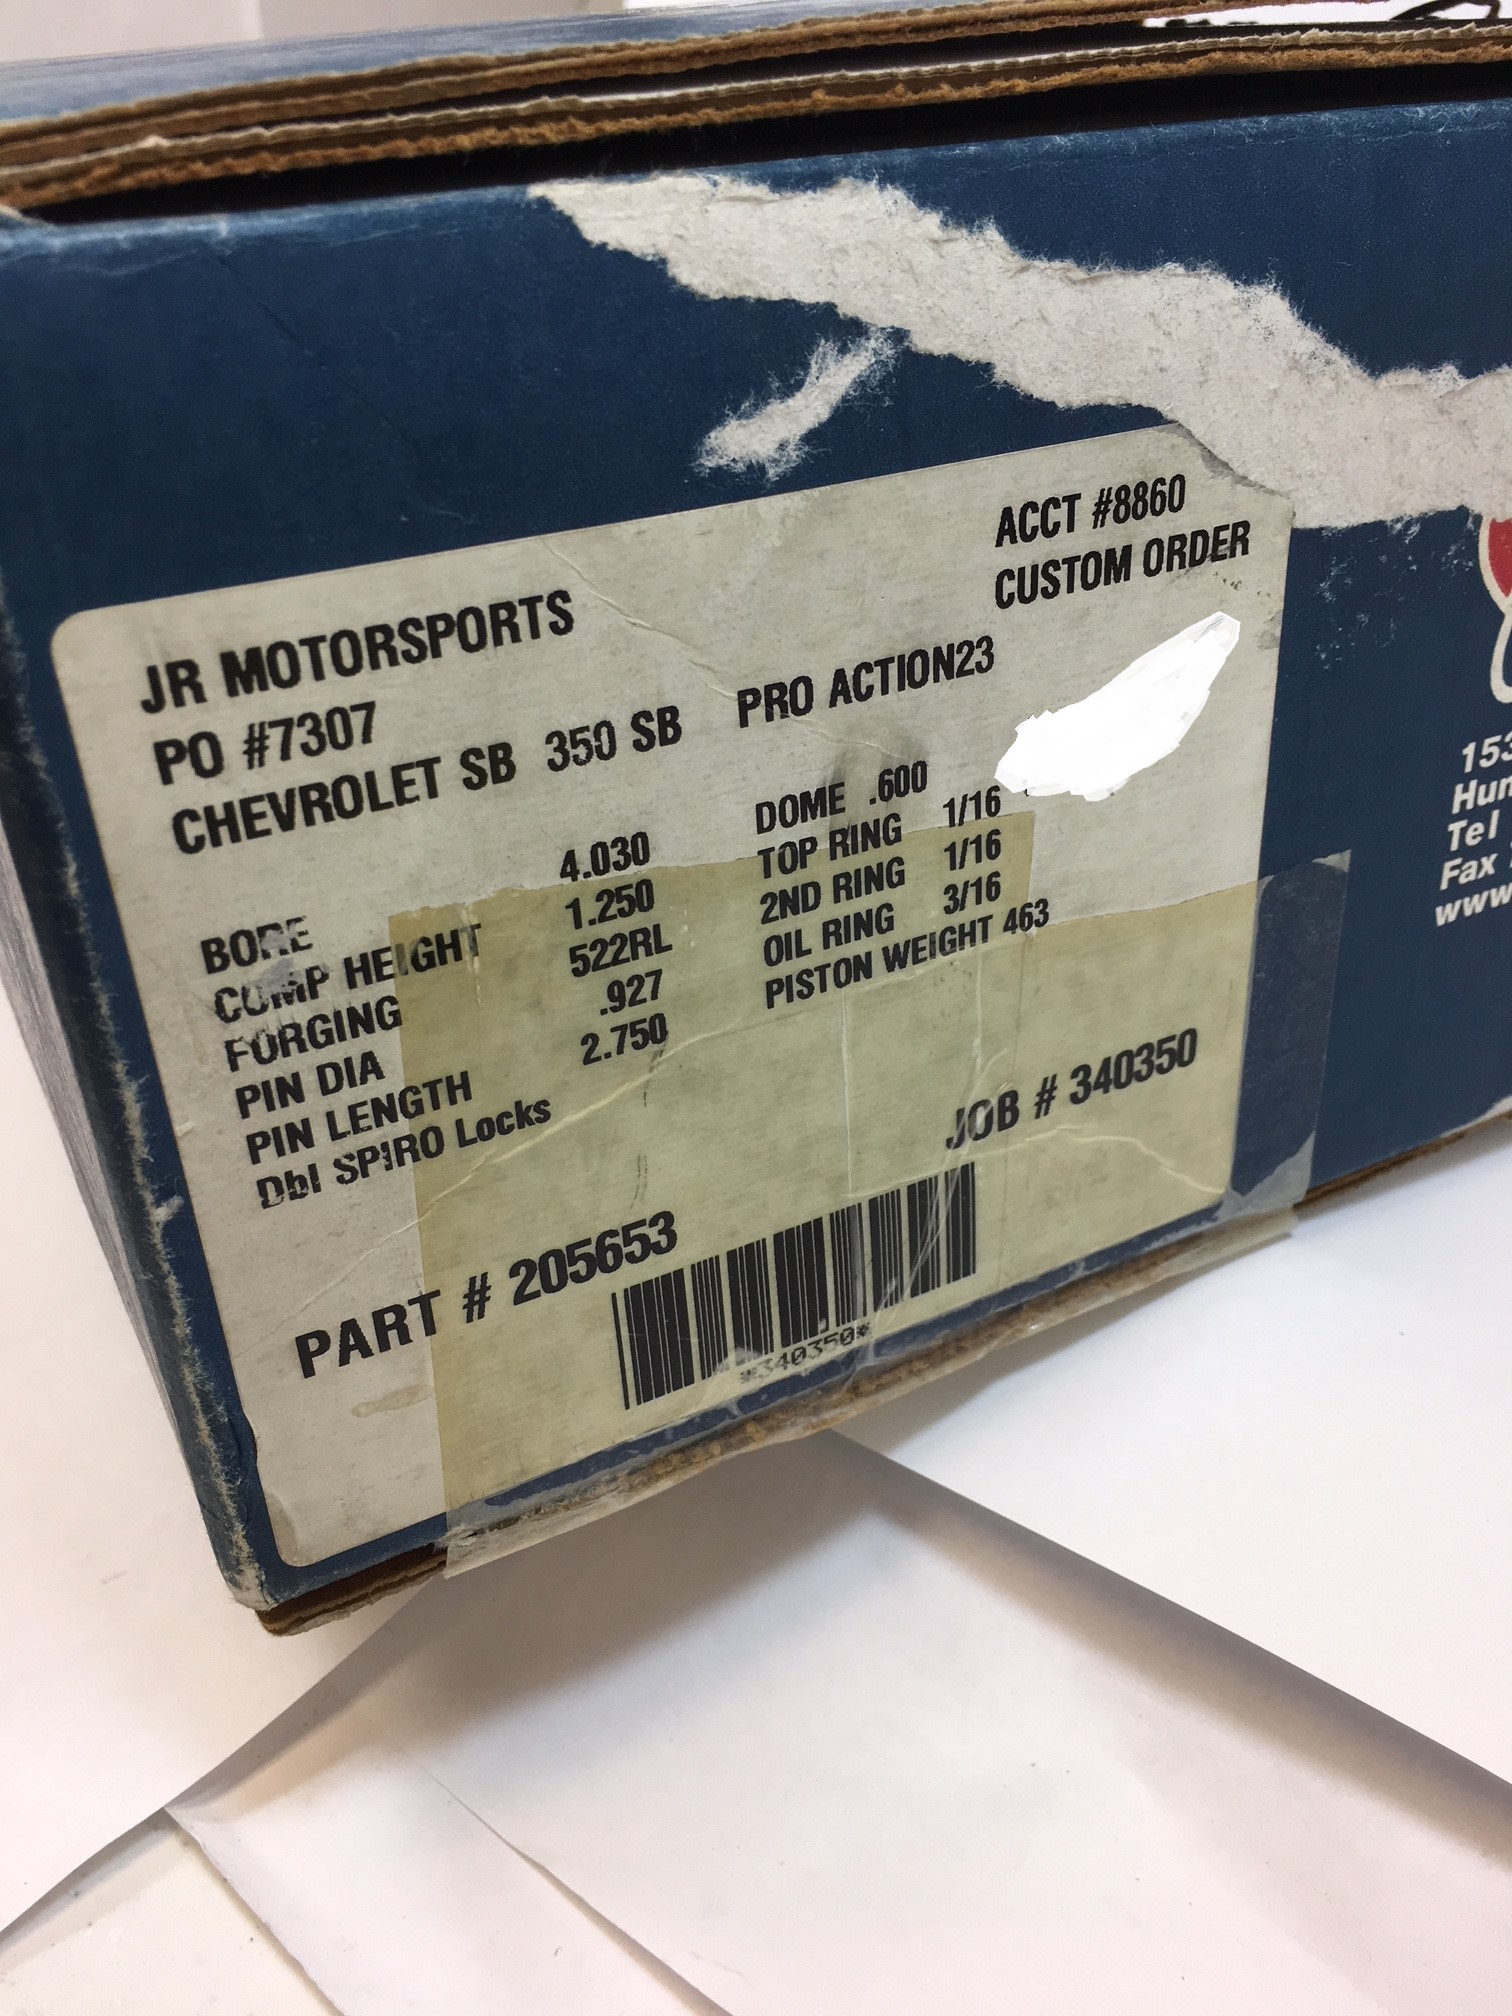 ACCT #8860
CUSTOM ORDER
JR MOTORSPORTS
PO #7307
CHEVROLET SB 350 SB PRO ACTION23
BORE 4.030
COMP HEIGHT 1.250
FORGING 522RL
PIN DIA .927
PIN LENGTH 2.750
Dbl SPIRO Locks
DOME .600
TOP RING 1/16
2ND RING 1/16
OIL RING 3/16
PISTON WEIGHT 463
JOB # 340350
PART # 205653
*340350*
153
Hun
Tel
Fax
www